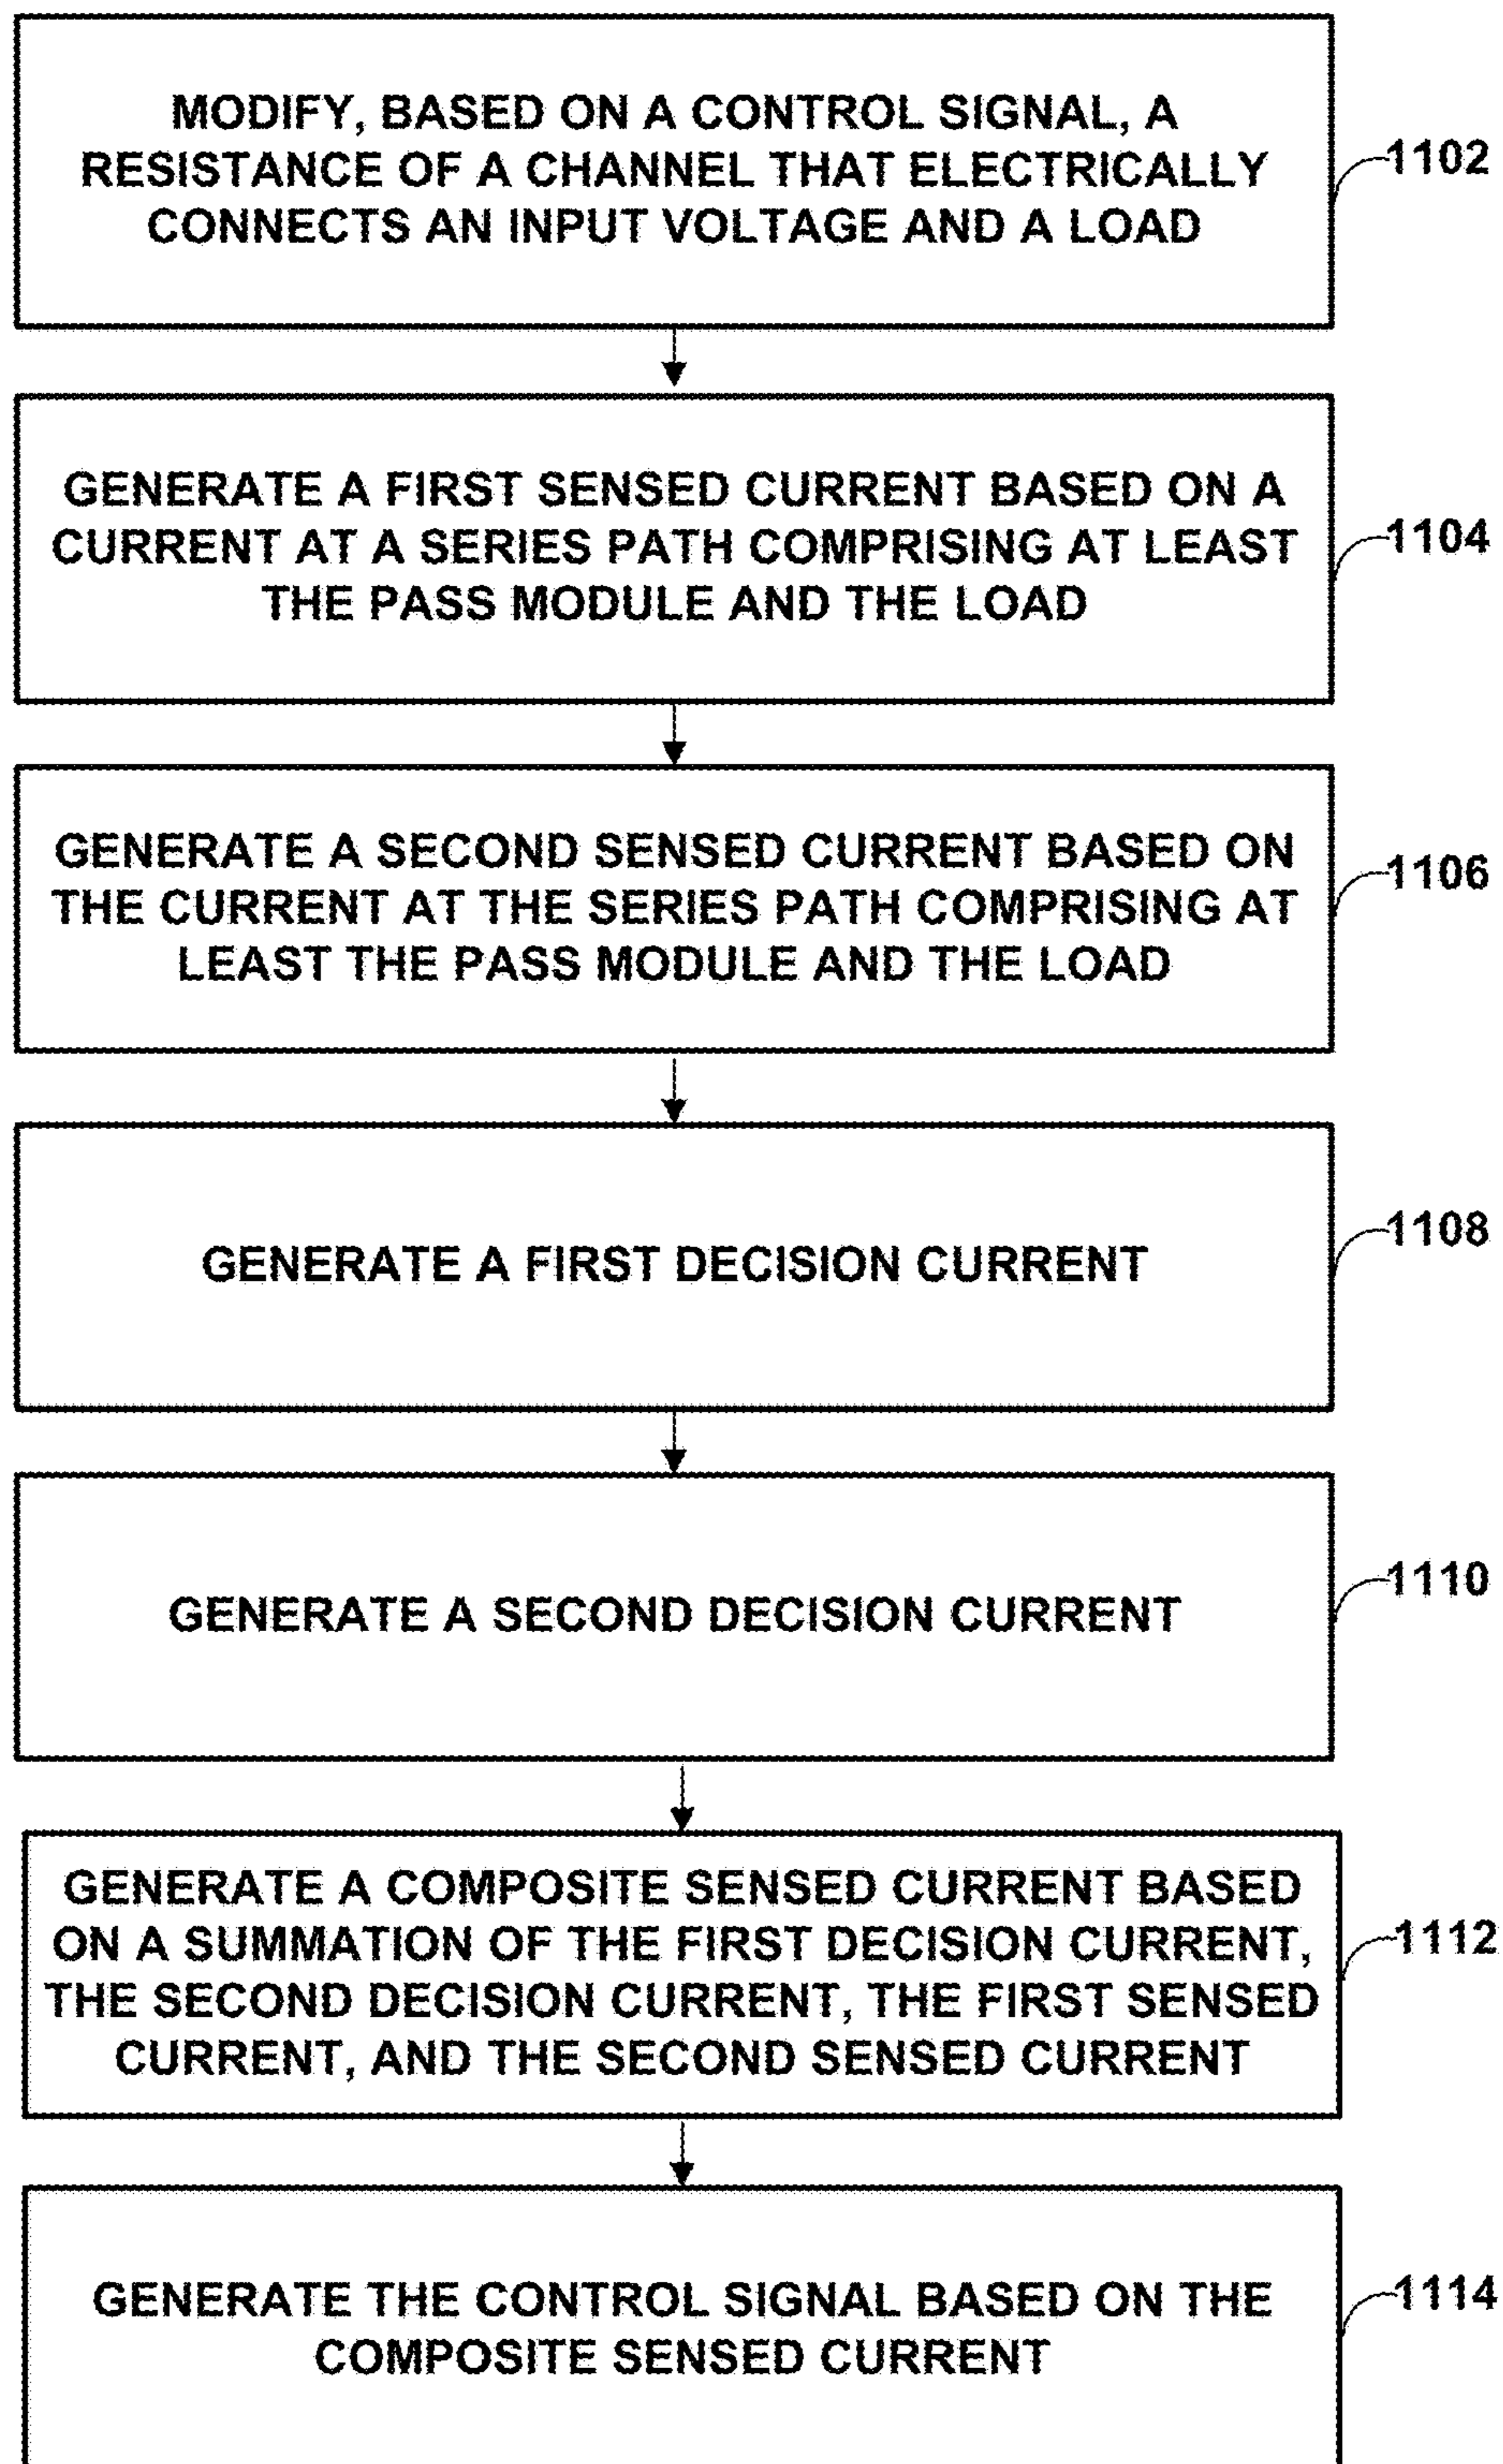 MODIFY, BASED ON A CONTROL SIGNAL, A
RESISTANCE OF A CHANNEL THAT ELECTRICALLY
CONNECTS AN INPUT VOLTAGE AND A LOAD
1102
GENERATE A FIRST SENSED CURRENT BASED ON A
CURRENT AT A SERIES PATH COMPRISING AT LEAST
THE PASS MODULE AND THE LOAD
1104
GENERATE A SECOND SENSED CURRENT BASED ON
THE CURRENT AT THE SERIES PATH COMPRISING AT
LEAST THE PASS MODULE AND THE LOAD
1106
GENERATE A FIRST DECISION CURRENT
1108
GENERATE A SECOND DECISION CURRENT
1110
GENERATE A COMPOSITE SENSED CURRENT BASED
ON A SUMMATION OF THE FIRST DECISION CURRENT,
THE SECOND DECISION CURRENT, THE FIRST SENSED
CURRENT, AND THE SECOND SENSED CURRENT
1112
GENERATE THE CONTROL SIGNAL BASED ON THE
COMPOSITE SENSED CURRENT
1114